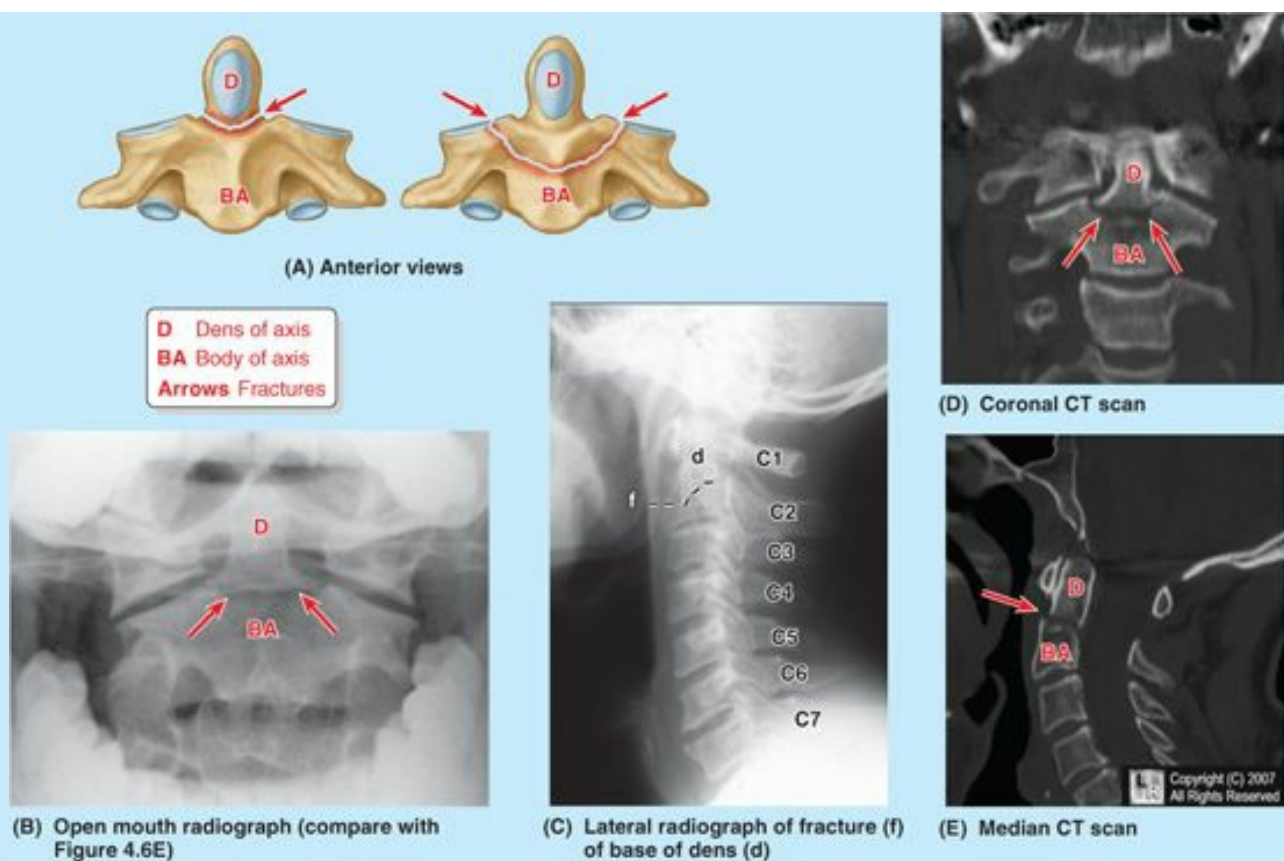 D
D
BA
BA
(A) Anterior views
D Dens of axis
BA Body of axis
Arrows Fractures
D
BA
(B) Open mouth radiograph (compare with
Figure 4.6E)
d
f
C1
C2
C3
C4
C5
C6
C7
(C) Lateral radiograph of fracture (f)
of base of dens (d)
D
BA
(D) Coronal CT scan
D
BA
Copyright (C) 2007
All Rights Reserved
(E) Median CT scan